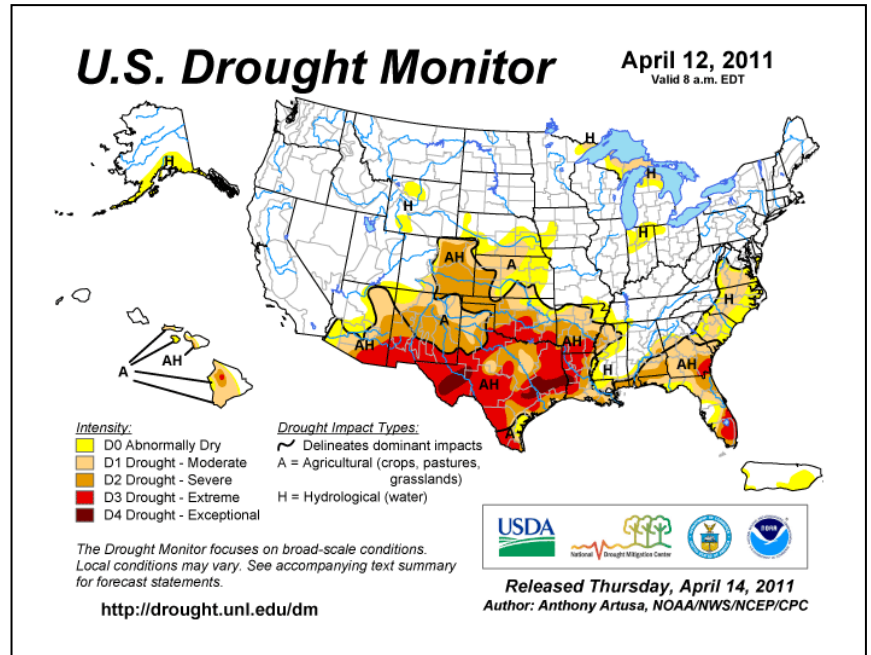 U.S. Drought Monitor
April 12, 2011
Valid 8 a.m. EDT
H
H
H
H
AH
A
H
H
A
AH
AH
AH
AH
H
A
A
AH
Intensity:
D0 Abnormally Dry
D1 Drought - Moderate
D2 Drought - Severe
D3 Drought - Extreme
D4 Drought - Exceptional
Drought Impact Types:
Delineates dominant impacts
A = Agricultural (crops, pastures,
grasslands)
H = Hydrological (water)
USDA
National Drought Mitigation Center
NOAA
The Drought Monitor focuses on broad-scale conditions.
Local conditions may vary. See accompanying text summary
for forecast statements.
http://drought.unl.edu/dm
Released Thursday, April 14, 2011
Author: Anthony Artusa, NOAA/NWS/NCEP/CPC